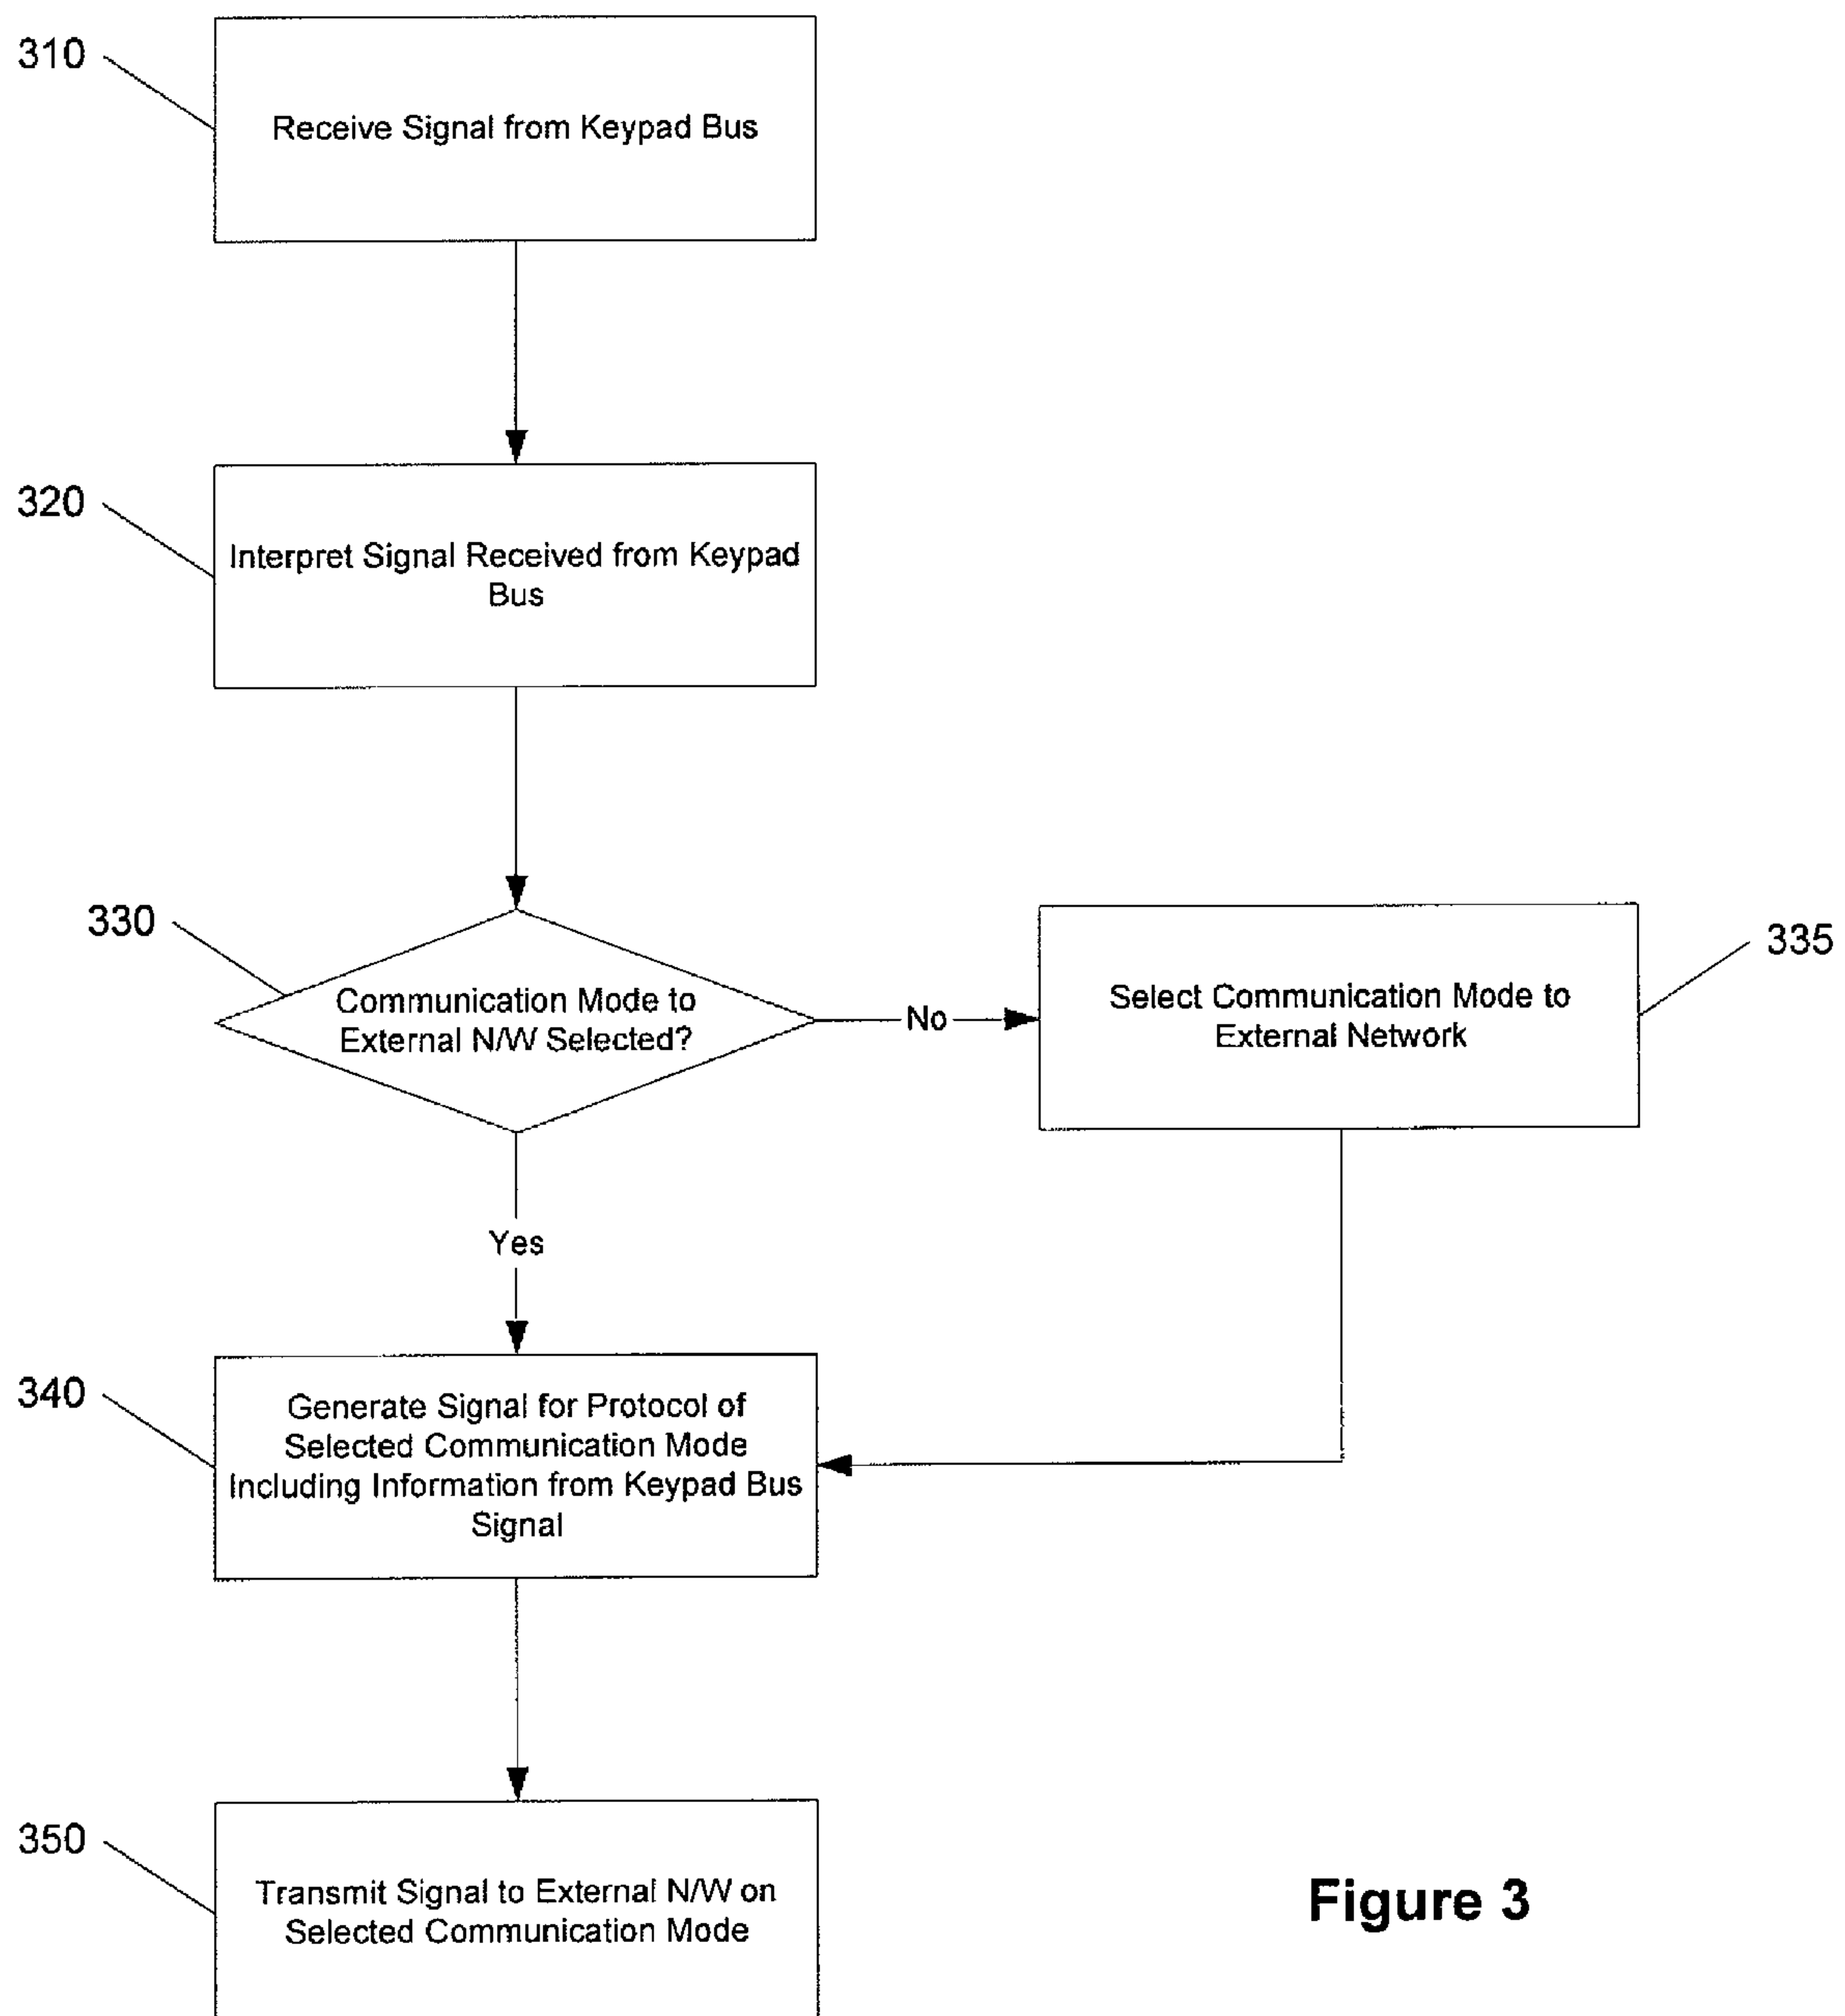 310
Receive Signal from Keypad Bus
320
Interpret Signal Received from Keypad
Bus
330
Communication Mode to
External N/W Selected?
No
Select Communication Mode to
External Network
335
Yes
340
Generate Signal for Protocol of
Selected Communication Mode
Including Information from Keypad Bus
Signal
350
Transmit Signal to External N/W on
Selected Communication Mode
Figure 3